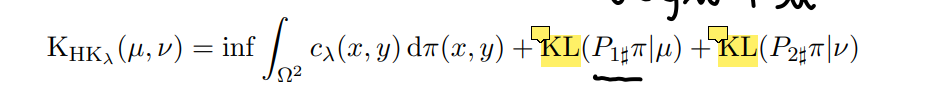 K_{HK_λ}(μ, ν) = inf ∫_{Ω²} c_λ(x, y) dπ(x, y) + KL(P_{1♯}π|μ) + KL(P_{2♯}π|ν)